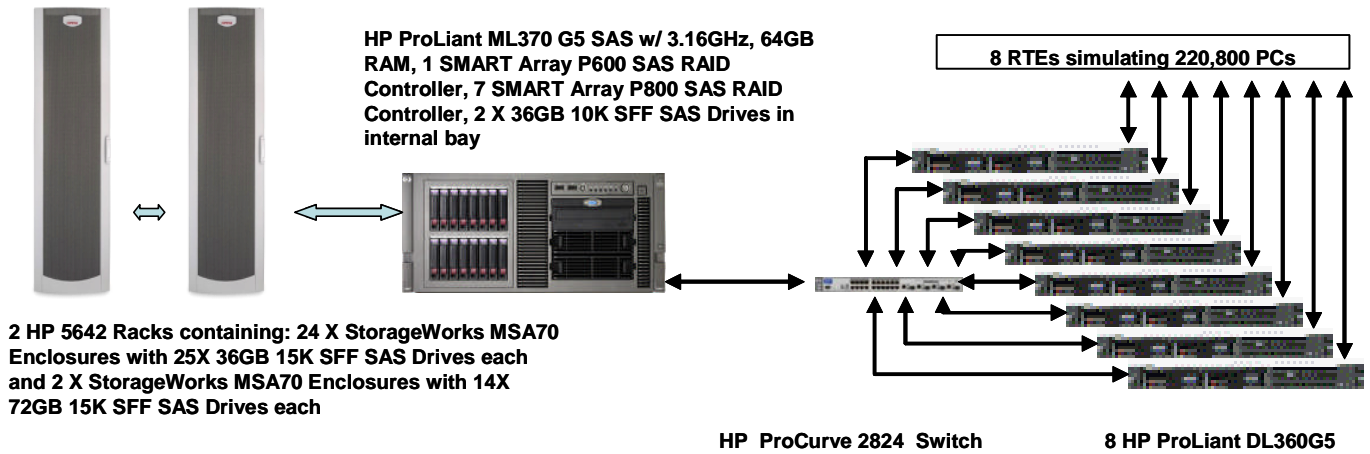 HP ProLiant ML370 G5 SAS w/ 3.16GHz, 64GB
RAM, 1 SMART Array P600 SAS RAID
Controller, 7 SMART Array P800 SAS RAID
Controller, 2 X 36GB 10K SFF SAS Drives in
internal bay
8 RTEs simulating 220,800 PCs
2 HP 5642 Racks containing: 24 X StorageWorks MSA70
Enclosures with 25X 36GB 15K SFF SAS Drives each
and 2 X StorageWorks MSA70 Enclosures with 14X
72GB 15K SFF SAS Drives each
HP ProCurve 2824 Switch
8 HP ProLiant DL360G5